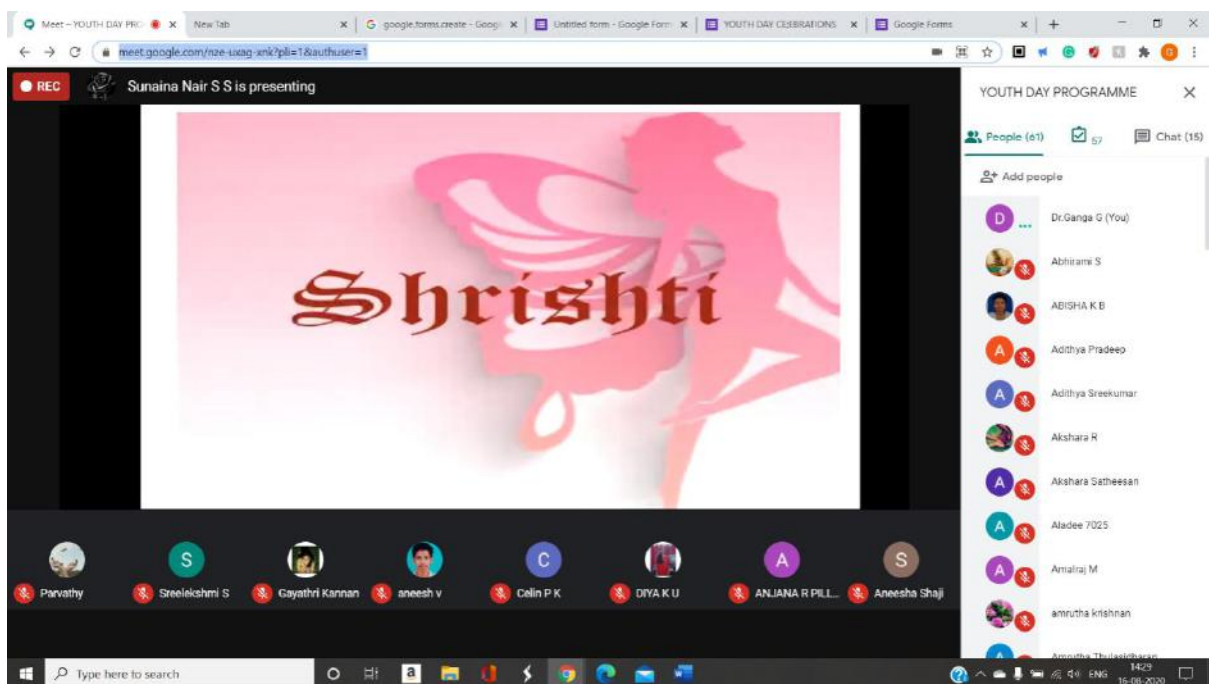 Meet – YOUTH DAY PRO
New Tab
google.forms.create - Goog
Untitled form - Google Form
YOUTH DAY CELEBRATIONS
Google Forms
meet.google.com/nze-uxag-xnk?pli=1&authuser=1
REC
Sunaina Nair S S is presenting
Shrishti
Parvathy
Sreelekshmi S
Gayathri Kannan
aneesh v
Celin P K
DIYA K U
ANJANA R PILL...
Aneesha Shaji
YOUTH DAY PROGRAMME
People (61)
57
Chat (15)
Add people
Dr.Ganga G (You)
Abhirami S
ABISHA K B
Adithya Pradeep
Adithya Sreekumar
Akshara R
Akshara Satheesan
Aladee 7025
Amalraj M
amrutha krishnan
Amrutha Thulasidharan
Type here to search
ENG
14:29
16-08-2020